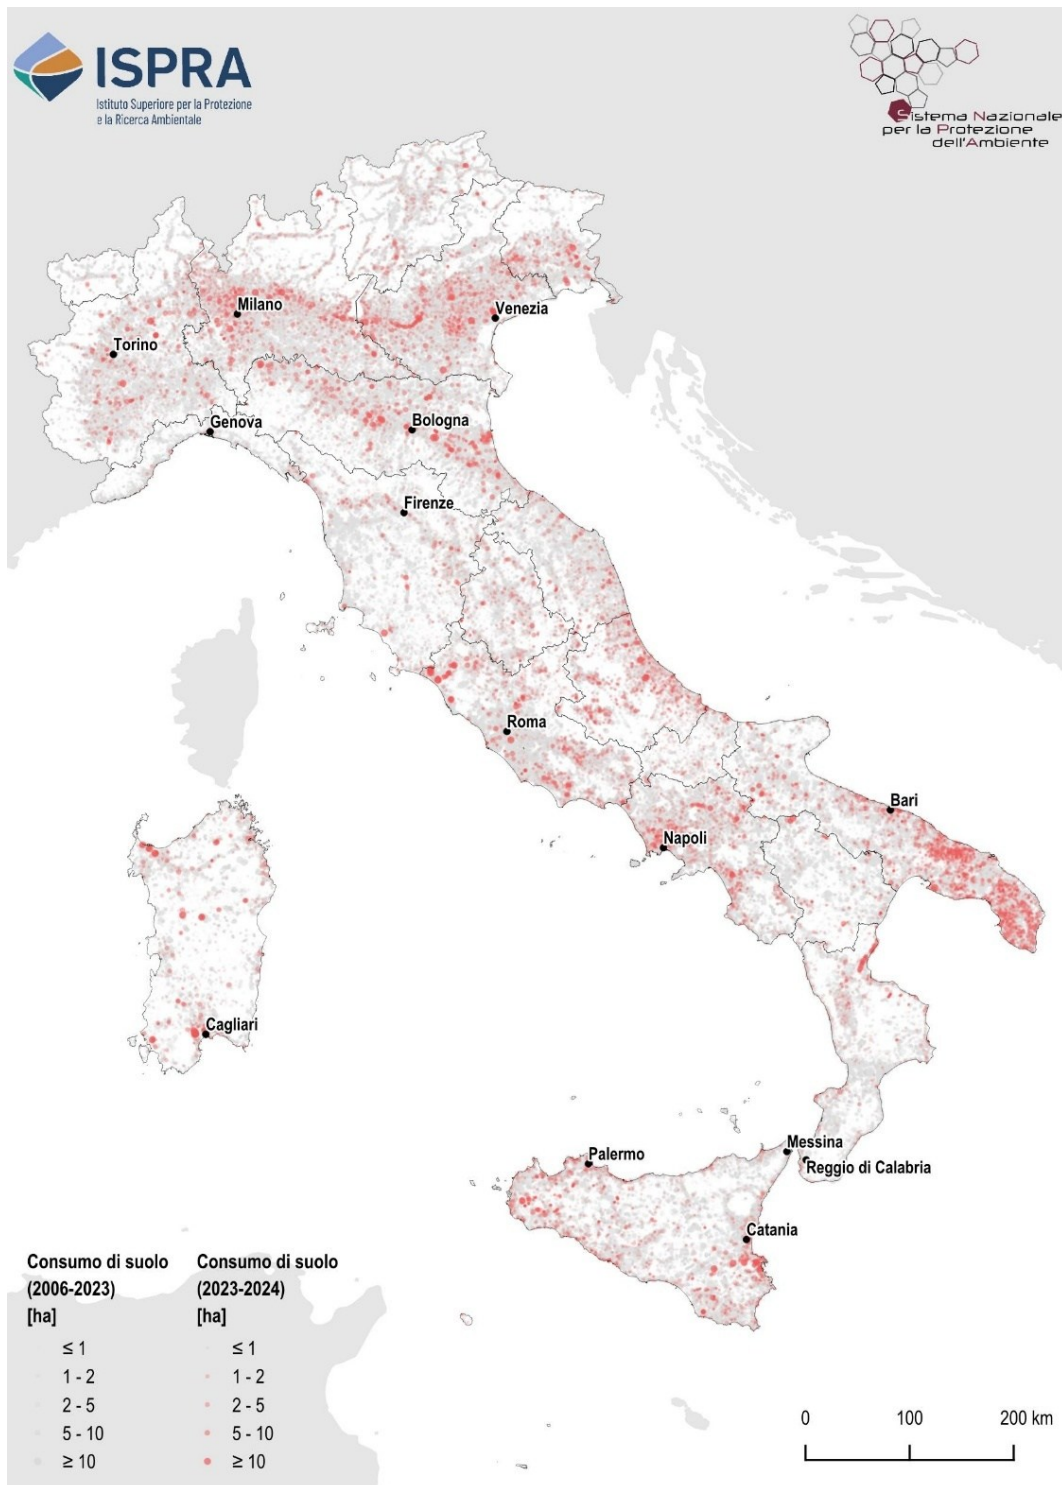 ISPRA
Istituto Superiore per la Protezione
e la Ricerca Ambientale
Sistema Nazionale
per la Protezione
dell'Ambiente
Milano
Venezia
Torino
Genova
Bologna
Firenze
Roma
Bari
Napoli
Cagliari
Messina
Palermo
Reggio di Calabria
Catania
Consumo di suolo
(2006-2023)
[ha]
≤ 1
1 - 2
2 - 5
5 - 10
≥ 10
Consumo di suolo
(2023-2024)
[ha]
≤ 1
1 - 2
2 - 5
5 - 10
≥ 10
0 100 200 km